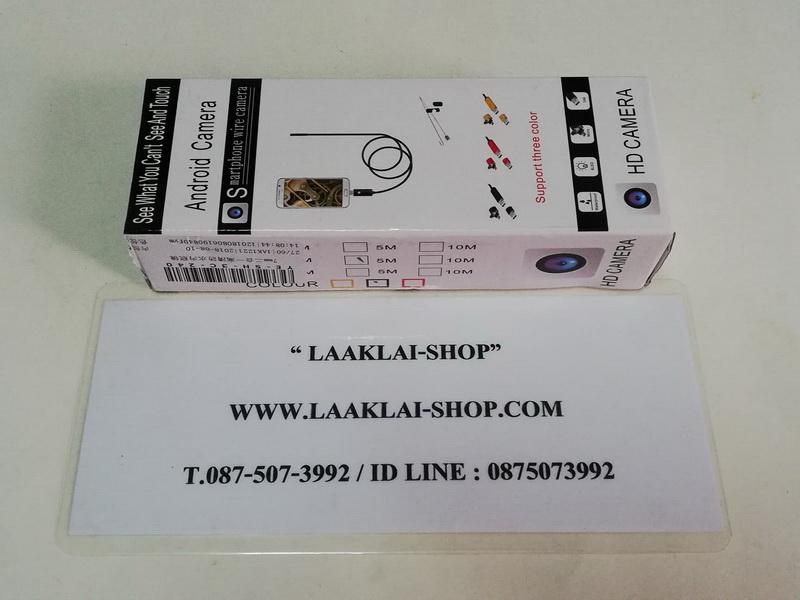 See What You Can't See And Touch
Android Camera
Smartphone wire camera
Support three color
Waterproof
HD CAMERA
M 5M 10M
M 5M 10M
M 5M 10M
COLOUR
HD CAMERA
“ LAAKLAI-SHOP”
WWW.LAAKLAI-SHOP.COM
T.087-507-3992 / ID LINE : 0875073992